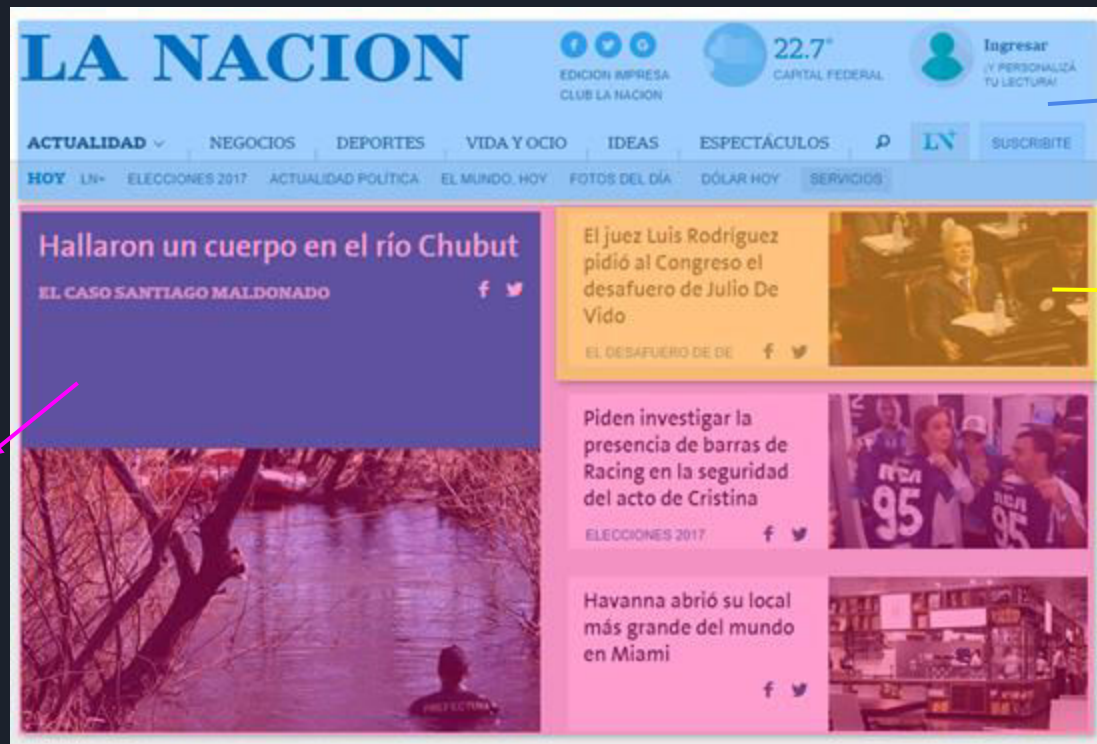 LA NACION
EDICION IMPRESA
CLUB LA NACION
22.7°
CAPITAL FEDERAL
Ingresar
¡Y PERSONALIZÁ
TU LECTURA!
ACTUALIDAD NEGOCIOS DEPORTES VIDA Y OCIO IDEAS ESPECTÁCULOS LN+ SUSCRIBITE
HOY LN+ ELECCIONES 2017 ACTUALIDAD POLÍTICA EL MUNDO, HOY FOTOS DEL DÍA DÓLAR HOY SERVICIOS
Hallaron un cuerpo en el río Chubut
EL CASO SANTIAGO MALDONADO
El juez Luis Rodríguez
pidió al Congreso el
desafuero de Julio De
Vido
EL DESAFUERO DE DE
Piden investigar la
presencia de barras de
Racing en la seguridad
del acto de Cristina
ELECCIONES 2017
RCA
95
RCA
95
Havanna abrió su local
más grande del mundo
en Miami
PREFECTURA